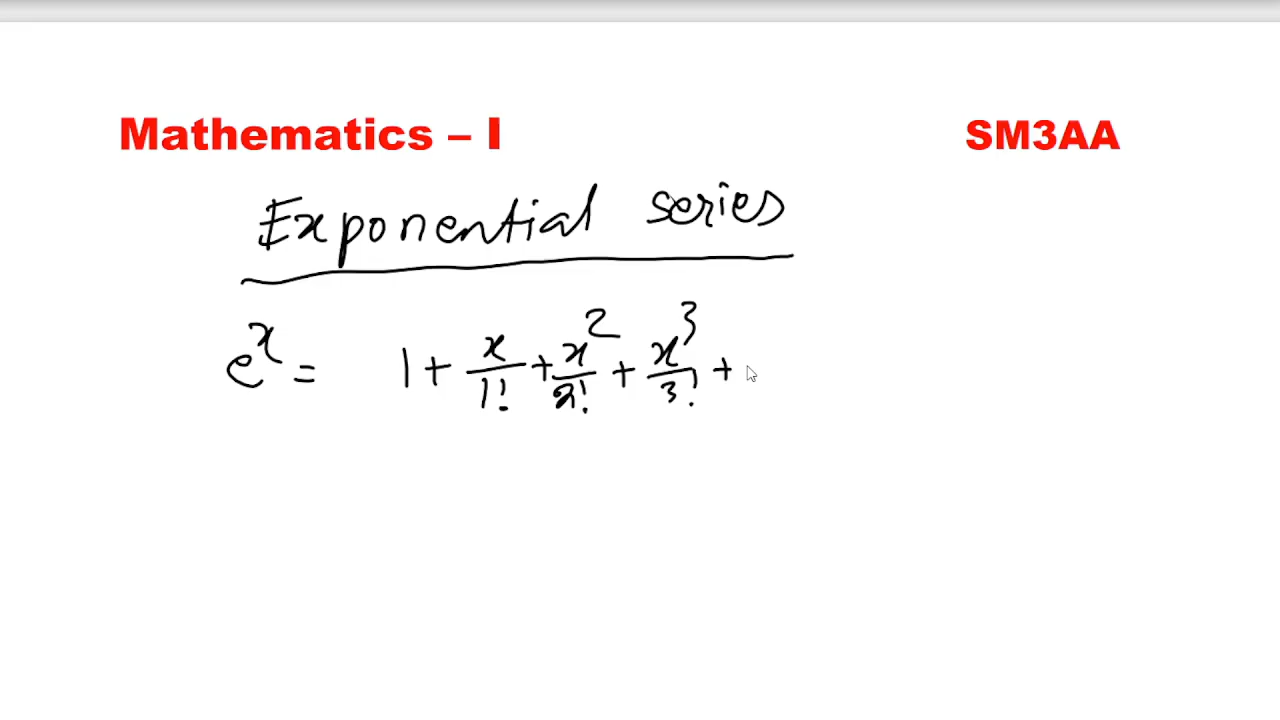 Mathematics – I SM3AA
Exponential series
e^x = 1 + x/1! + x^2/2! + x^3/3! +